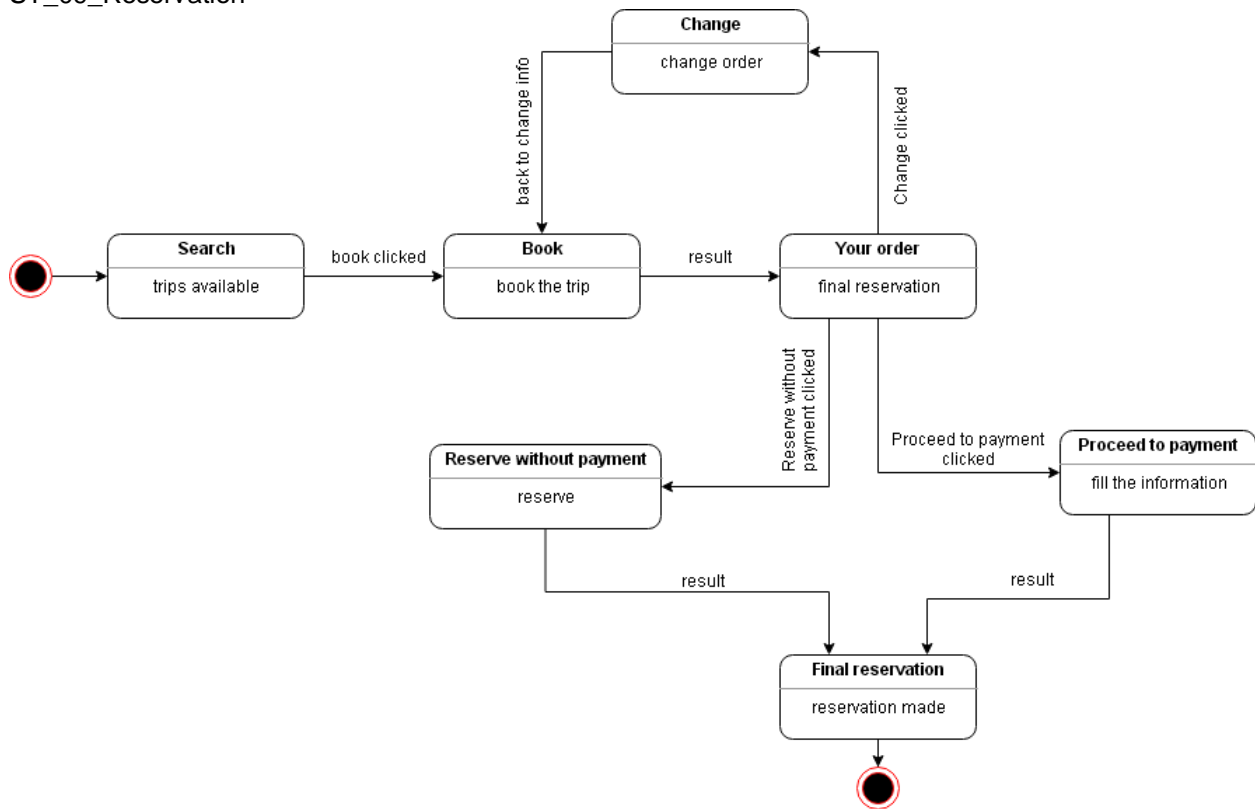 Change
change order
back to change info
Change clicked
Search
trips available
book clicked
Book
book the trip
result
Your order
final reservation
Reserve without
payment clicked
Proceed to payment
clicked
Reserve without payment
reserve
Proceed to payment
fill the information
result
result
Final reservation
reservation made